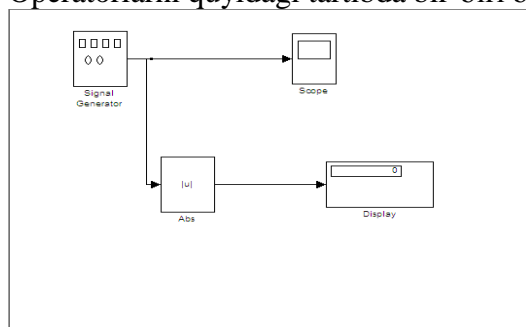 Operatorlarni quyidagi tartibda bir-biri b
Signal
Generator
Scope
|u|
Abs
0
Display